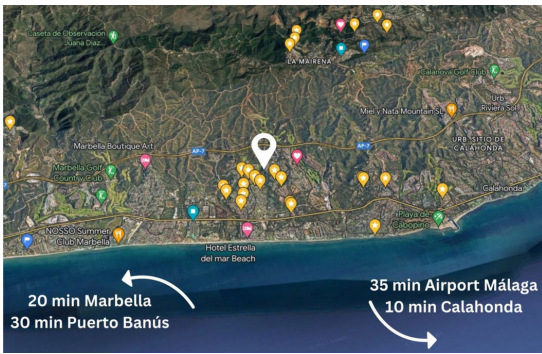 Caseta de Observación
Juana Diaz...
LA MAIRENA
Calanova Golf Club
Urb.
Riviera Sol
Miel y Nata Mountain SL
URB. SITIO DE
CALAHONDA
Marbella Boutique Art
AP-7
AP-7
Marbella Golf
Country Club
Calahonda
Playa de
Cabopino
NOSSO Summer
Club Marbella
Hotel Estrella
del mar Beach
20 min Marbella
30 min Puerto Banús
35 min Airport Málaga
10 min Calahonda